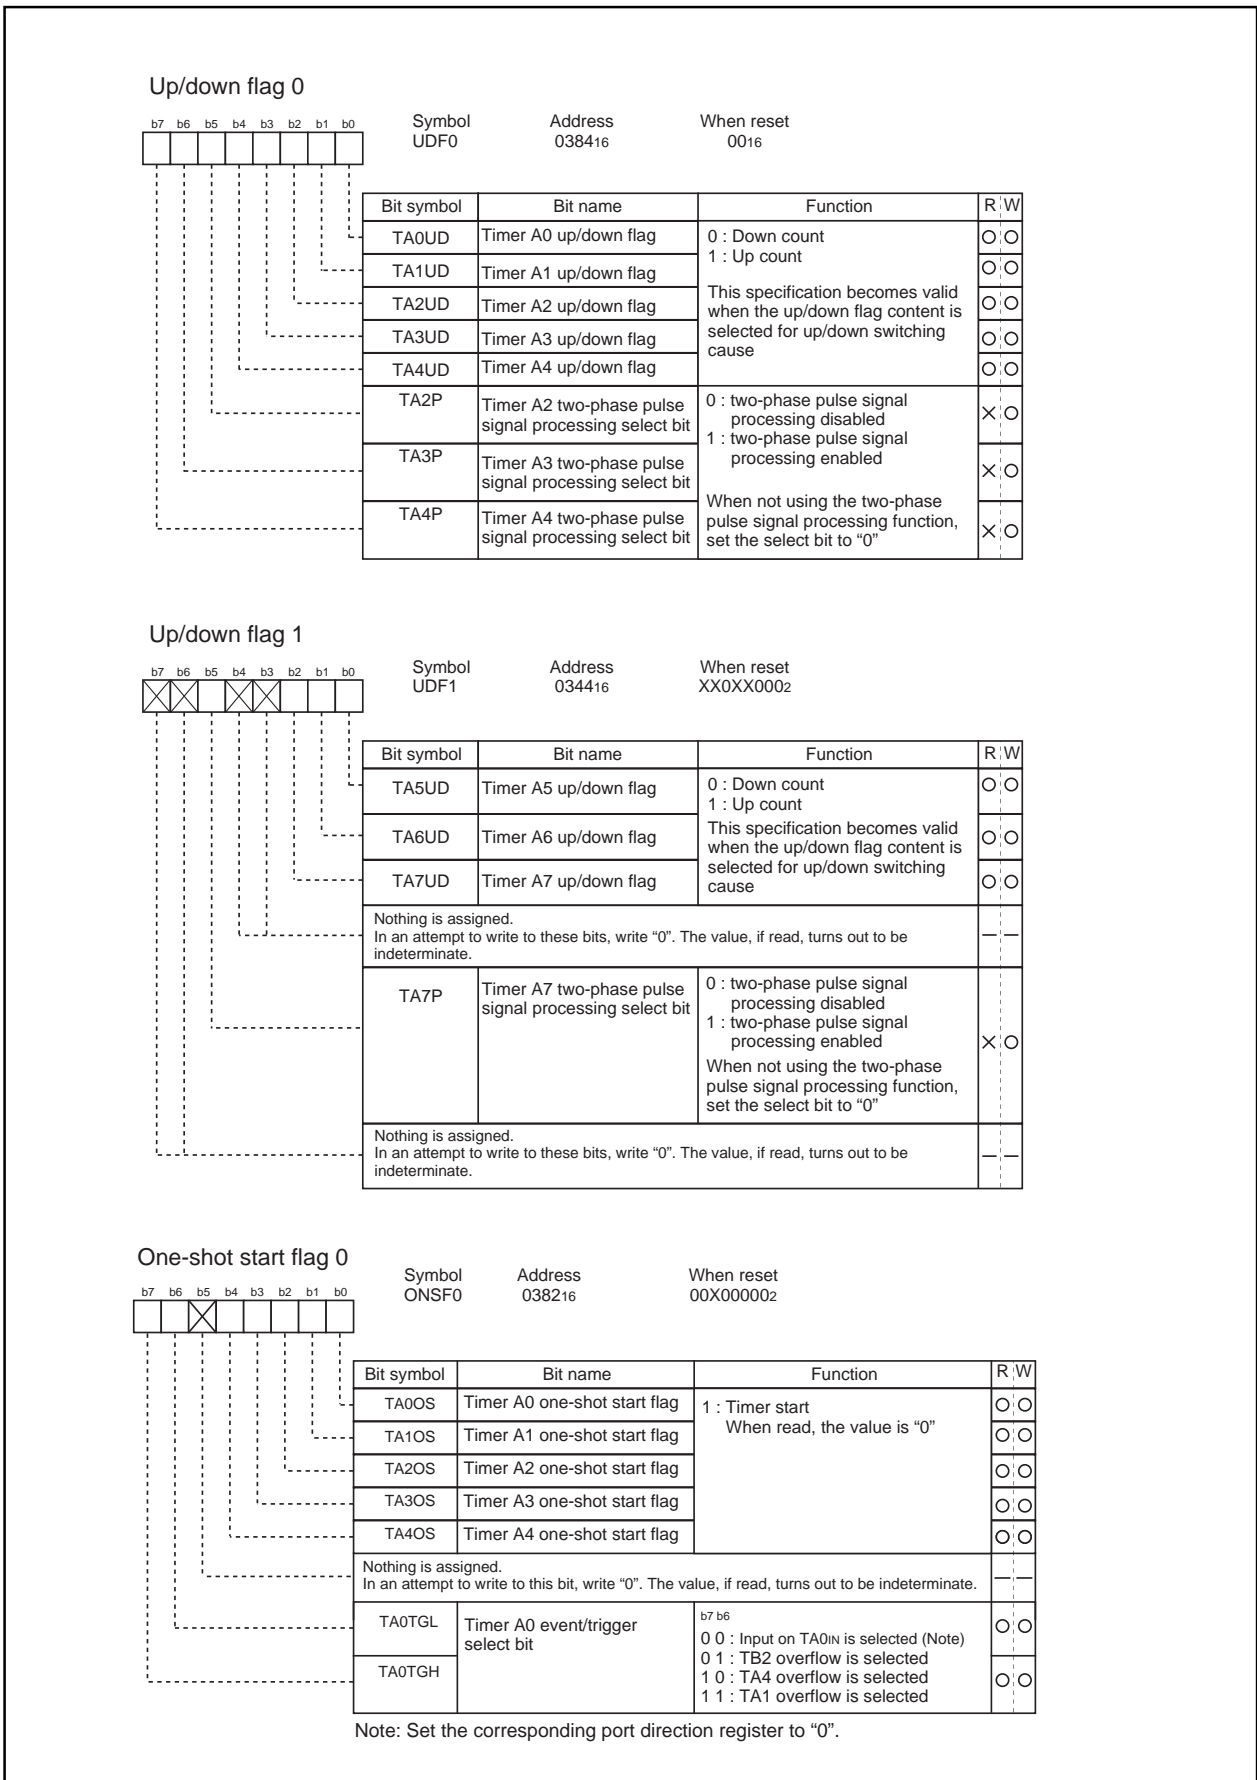 Up/down flag 0
Symbol Address When reset
b7 b6 b5 b4 b3 b2 b1 b0
UDF0 038416 0016
Bit symbol Bit name Function R W
TA0UD Timer A0 up/down flag
0 : Down count
1 : Up count
This specification becomes valid
when the up/down flag content is
selected for up/down switching
cause
TA1UD Timer A1 up/down flag
TA2UD Timer A2 up/down flag
TA3UD Timer A3 up/down flag
TA4UD Timer A4 up/down flag
TA2P Timer A2 two-phase pulse
signal processing select bit
0 : two-phase pulse signal
processing disabled
1 : two-phase pulse signal
processing enabled
When not using the two-phase
pulse signal processing function,
set the select bit to “0”
TA3P Timer A3 two-phase pulse
signal processing select bit
TA4P Timer A4 two-phase pulse
signal processing select bit
Up/down flag 1
Symbol Address When reset
b7 b6 b5 b4 b3 b2 b1 b0
UDF1 034416 XX0XX0002
Bit symbol Bit name Function R W
TA5UD Timer A5 up/down flag
0 : Down count
1 : Up count
This specification becomes valid
when the up/down flag content is
selected for up/down switching
cause
TA6UD Timer A6 up/down flag
TA7UD Timer A7 up/down flag
Nothing is assigned.
In an attempt to write to these bits, write “0”. The value, if read, turns out to be
indeterminate.
TA7P Timer A7 two-phase pulse
signal processing select bit
0 : two-phase pulse signal
processing disabled
1 : two-phase pulse signal
processing enabled
When not using the two-phase
pulse signal processing function,
set the select bit to “0”
Nothing is assigned.
In an attempt to write to these bits, write “0”. The value, if read, turns out to be
indeterminate.
One-shot start flag 0
Symbol Address When reset
b7 b6 b5 b4 b3 b2 b1 b0
ONSF0 038216 00X000002
Bit symbol Bit name Function R W
TA0OS Timer A0 one-shot start flag
1 : Timer start
When read, the value is “0”
TA1OS Timer A1 one-shot start flag
TA2OS Timer A2 one-shot start flag
TA3OS Timer A3 one-shot start flag
TA4OS Timer A4 one-shot start flag
Nothing is assigned.
In an attempt to write to this bit, write “0”. The value, if read, turns out to be indeterminate.
TA0TGL Timer A0 event/trigger
select bit
b7 b6
0 0 : Input on TA0IN is selected (Note)
0 1 : TB2 overflow is selected
1 0 : TA4 overflow is selected
1 1 : TA1 overflow is selected
TA0TGH
Note: Set the corresponding port direction register to “0”.